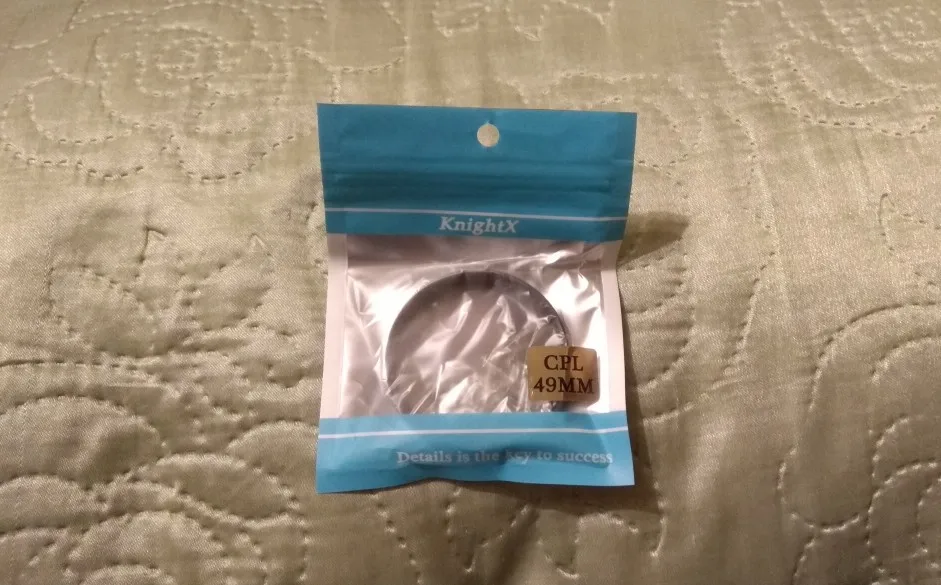 KnightX
CPL
49MM
Details is the key to success